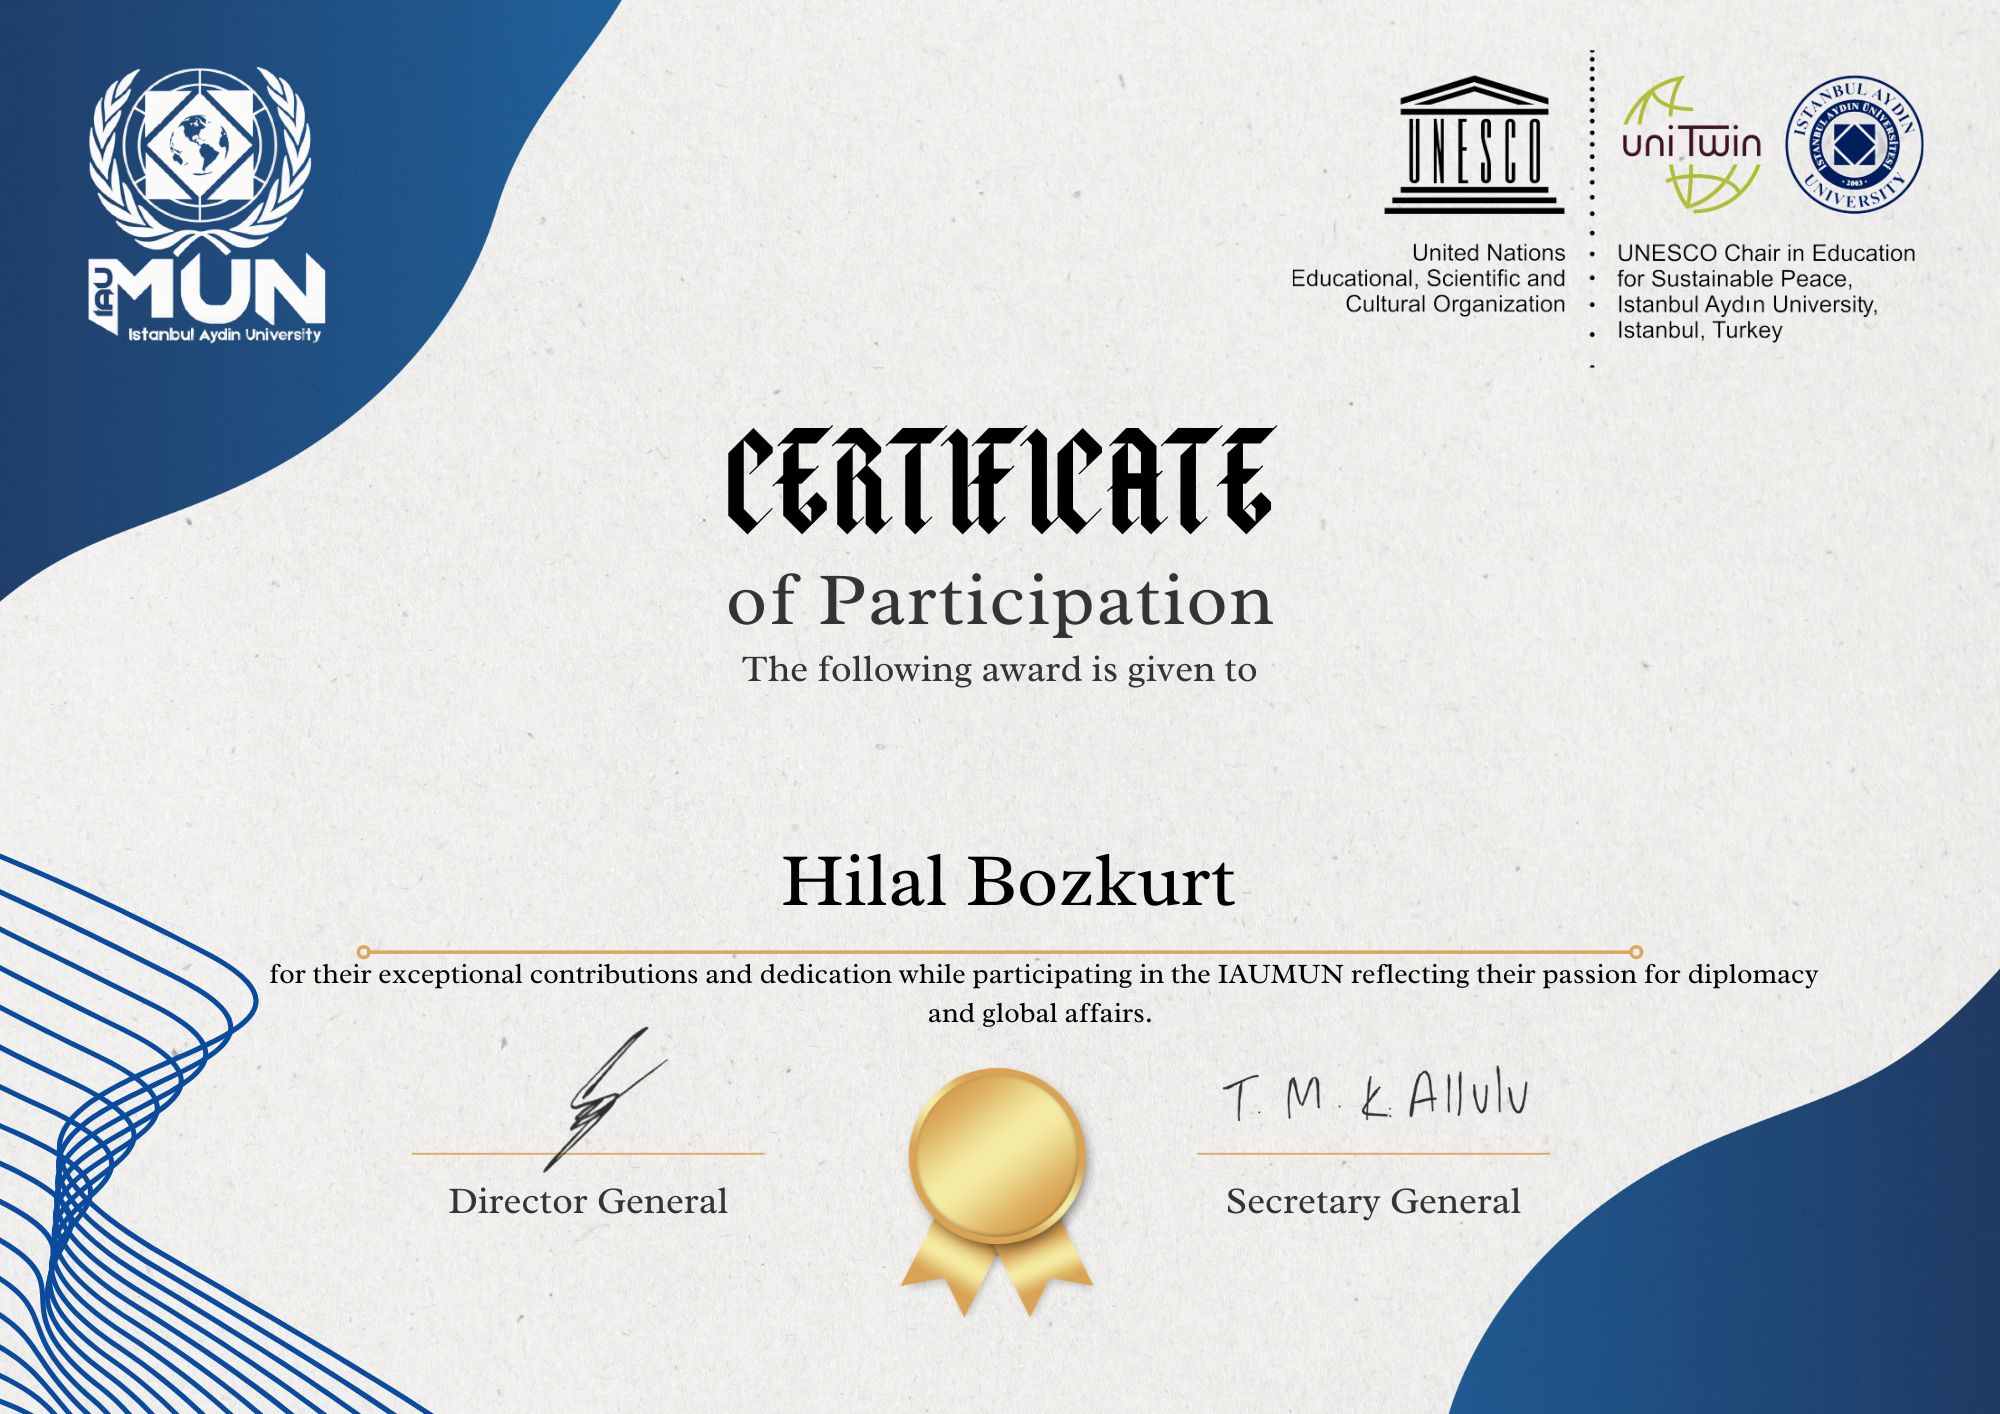 IAU MUN
Istanbul Aydin University
UNESCO
United Nations
Educational, Scientific and
Cultural Organization
uniTwin
ISTANBUL AYDIN
UNIVERSITY
ISTANBUL AYDIN ÜNİVERSİTESİ
· 2003 ·
UNESCO Chair in Education
for Sustainable Peace,
Istanbul Aydın University,
Istanbul, Turkey
CERTIFICATE
of Participation
The following award is given to
Hilal Bozkurt
for their exceptional contributions and dedication while participating in the IAUMUN reflecting their passion for diplomacy
and global affairs.
T. M. K. Allulu
Director General
Secretary General